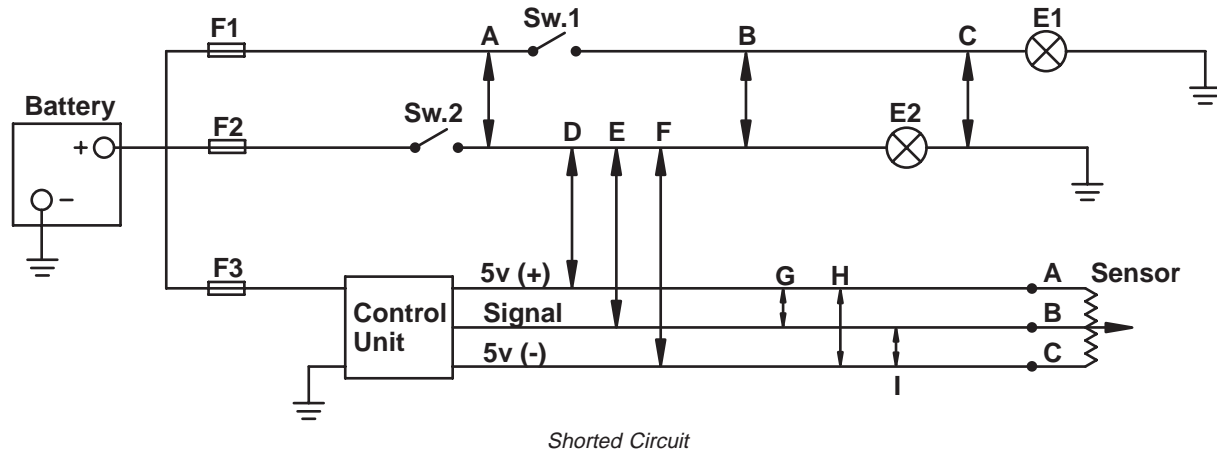 Sw.1
F1
A
B
C
E1
Battery
Sw.2
F2
D
E
F
E2
+
−
F3
5v (+)
G
H
A
Sensor
Control
Unit
Signal
B
5v (-)
C
I
Shorted Circuit